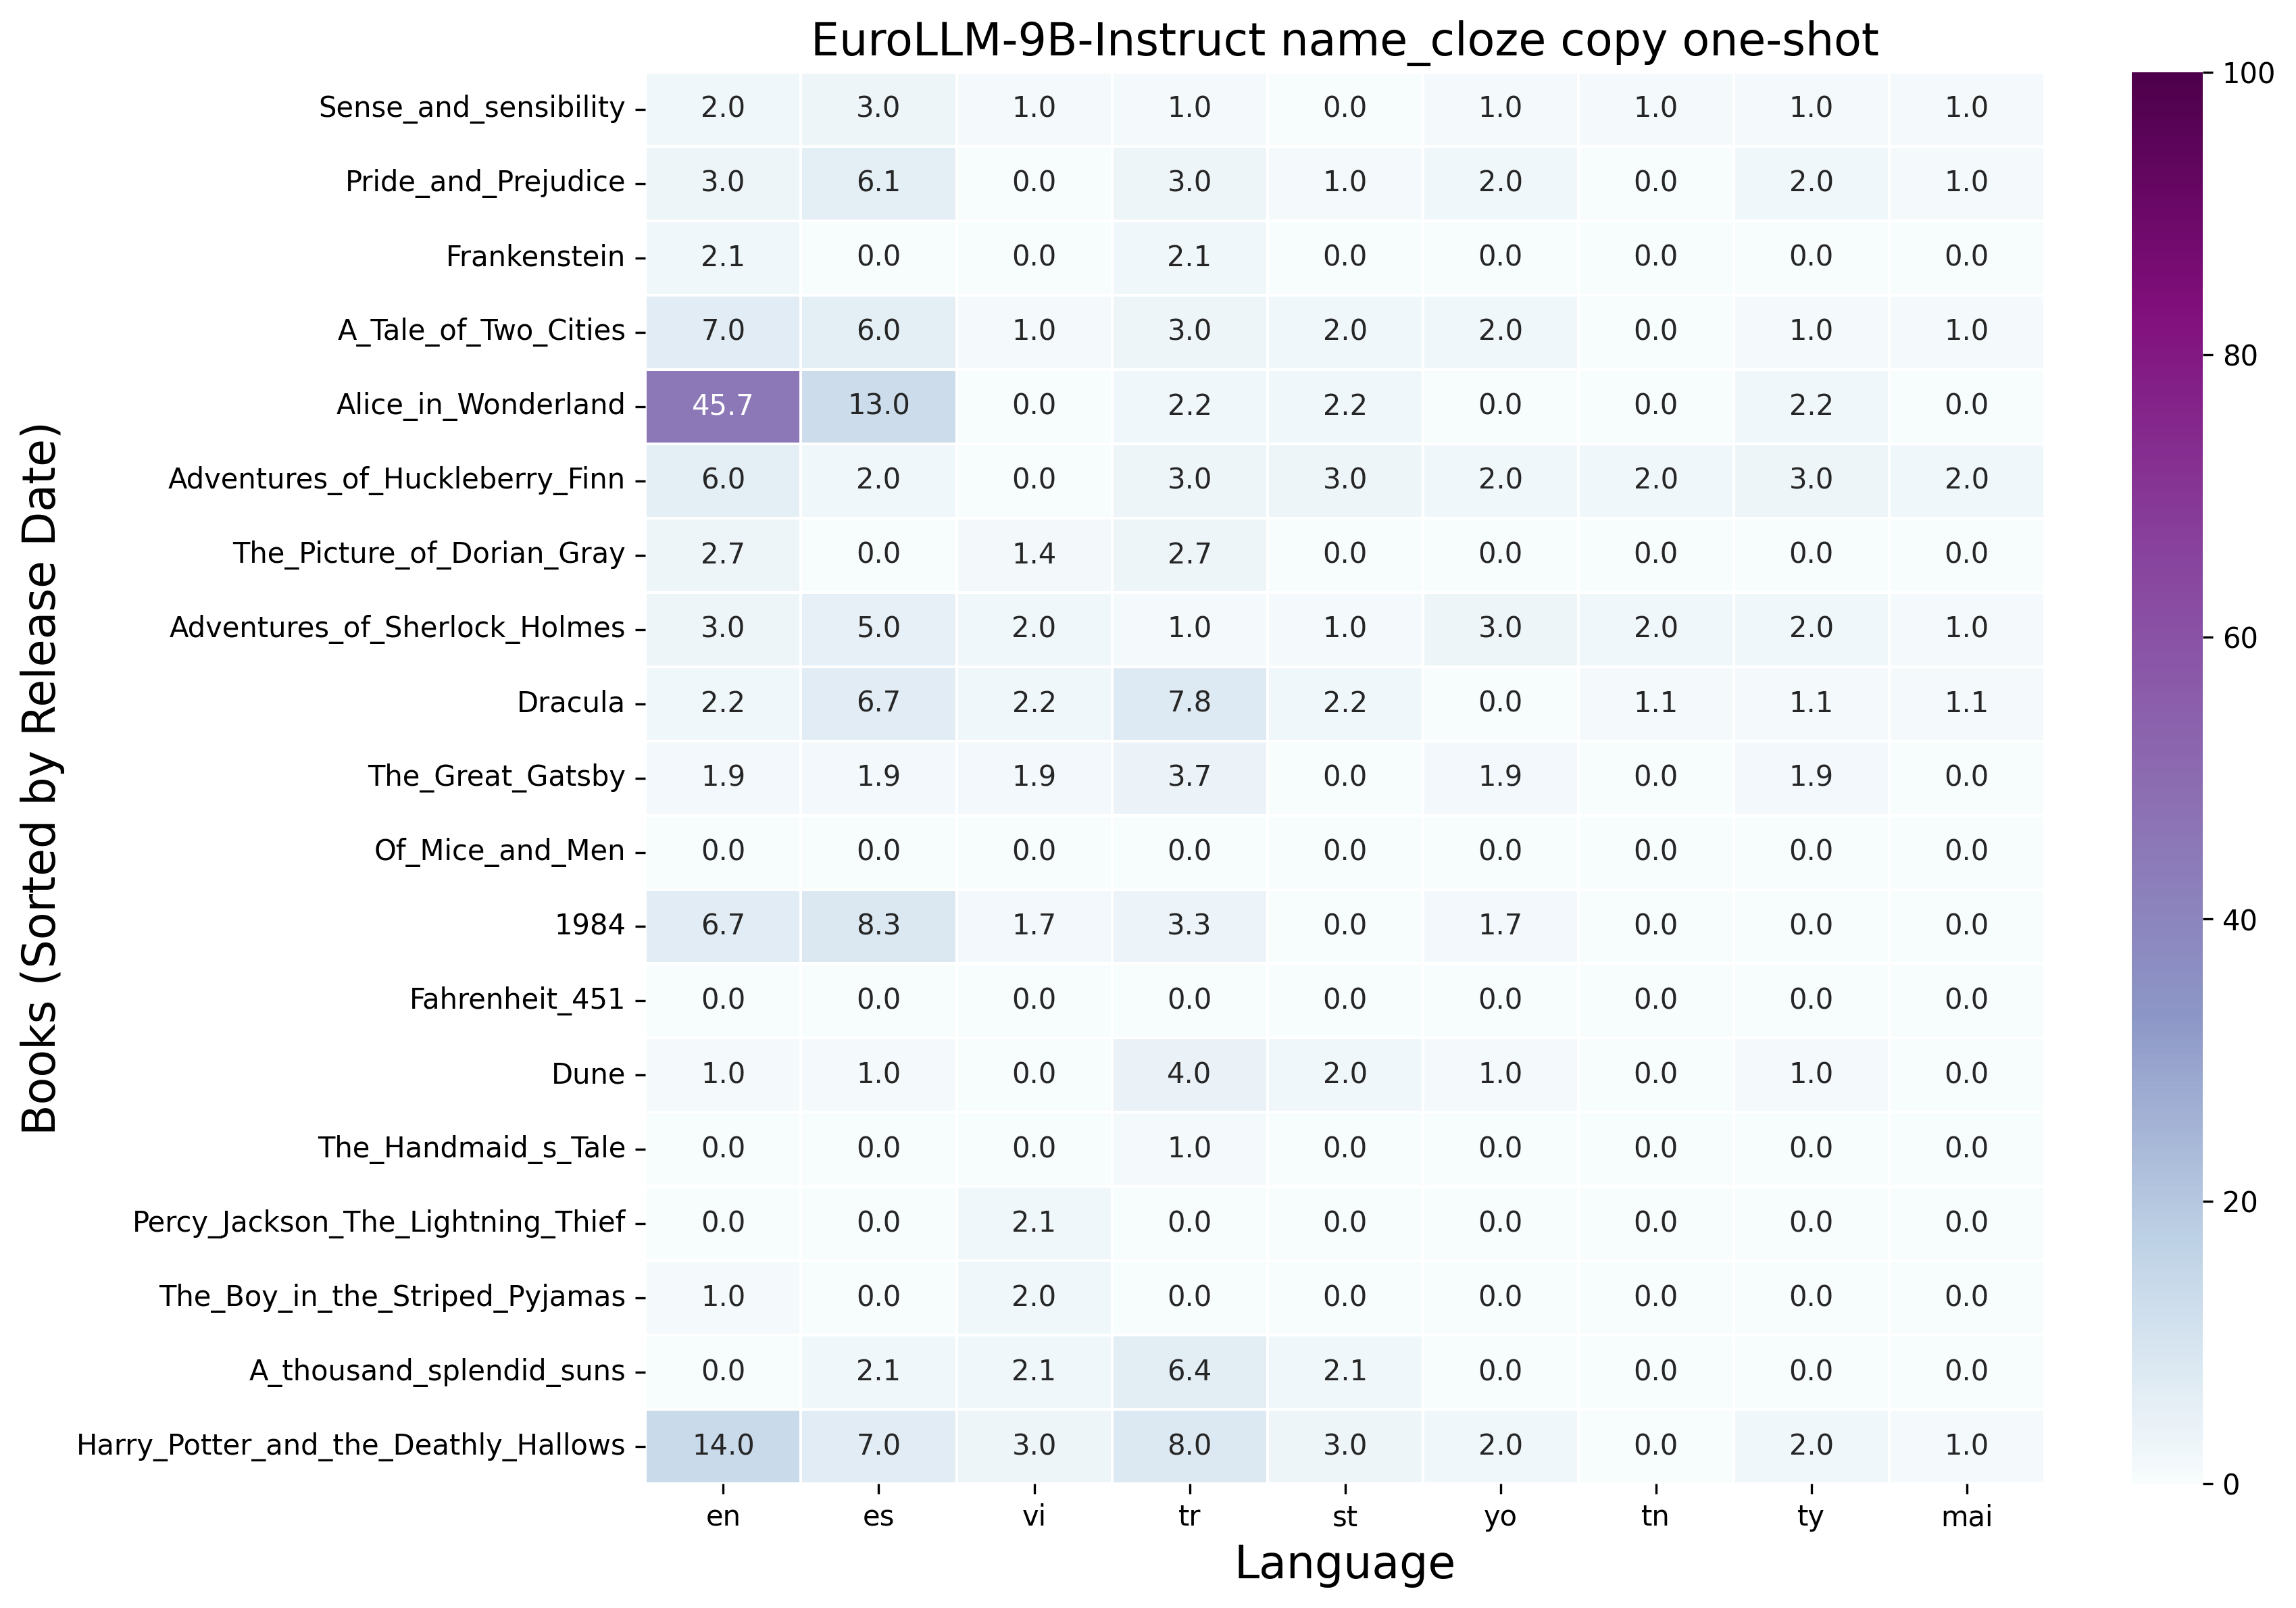 EuroLLM-9B-Instruct name_cloze copy one-shot
Books (Sorted by Release Date)
Sense_and_sensibility 2.0 3.0 1.0 1.0 0.0 1.0 1.0 1.0 1.0
Pride_and_Prejudice 3.0 6.1 0.0 3.0 1.0 2.0 0.0 2.0 1.0
Frankenstein 2.1 0.0 0.0 2.1 0.0 0.0 0.0 0.0 0.0
A_Tale_of_Two_Cities 7.0 6.0 1.0 3.0 2.0 2.0 0.0 1.0 1.0
Alice_in_Wonderland 45.7 13.0 0.0 2.2 2.2 0.0 0.0 2.2 0.0
Adventures_of_Huckleberry_Finn 6.0 2.0 0.0 3.0 3.0 2.0 2.0 3.0 2.0
The_Picture_of_Dorian_Gray 2.7 0.0 1.4 2.7 0.0 0.0 0.0 0.0 0.0
Adventures_of_Sherlock_Holmes 3.0 5.0 2.0 1.0 1.0 3.0 2.0 2.0 1.0
Dracula 2.2 6.7 2.2 7.8 2.2 0.0 1.1 1.1 1.1
The_Great_Gatsby 1.9 1.9 1.9 3.7 0.0 1.9 0.0 1.9 0.0
Of_Mice_and_Men 0.0 0.0 0.0 0.0 0.0 0.0 0.0 0.0 0.0
1984 6.7 8.3 1.7 3.3 0.0 1.7 0.0 0.0 0.0
Fahrenheit_451 0.0 0.0 0.0 0.0 0.0 0.0 0.0 0.0 0.0
Dune 1.0 1.0 0.0 4.0 2.0 1.0 0.0 1.0 0.0
The_Handmaid_s_Tale 0.0 0.0 0.0 1.0 0.0 0.0 0.0 0.0 0.0
Percy_Jackson_The_Lightning_Thief 0.0 0.0 2.1 0.0 0.0 0.0 0.0 0.0 0.0
The_Boy_in_the_Striped_Pyjamas 1.0 0.0 2.0 0.0 0.0 0.0 0.0 0.0 0.0
A_thousand_splendid_suns 0.0 2.1 2.1 6.4 2.1 0.0 0.0 0.0 0.0
Harry_Potter_and_the_Deathly_Hallows 14.0 7.0 3.0 8.0 3.0 2.0 0.0 2.0 1.0
en es vi tr st yo tn ty mai
Language
100
80
60
40
20
0